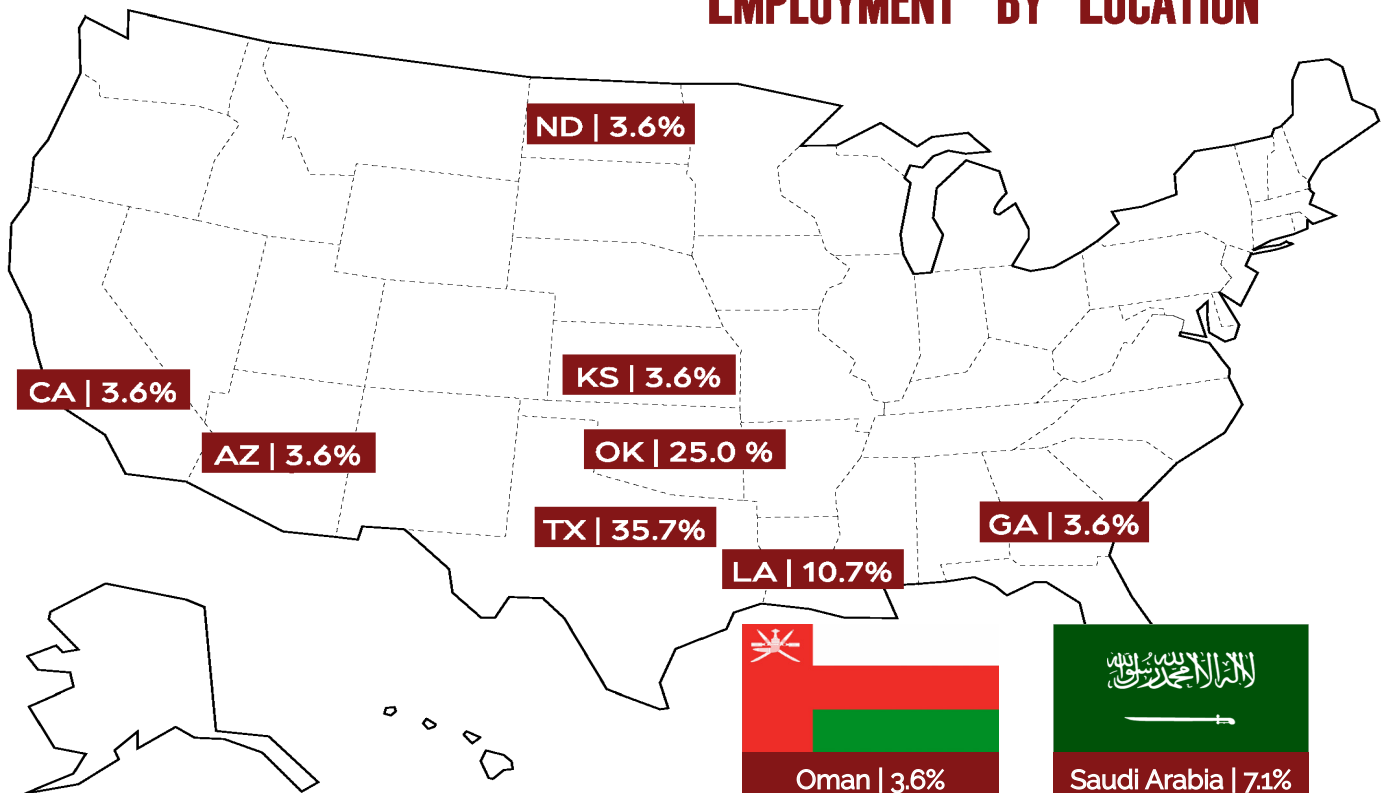 EMPLOYMENT BY LOCATION
ND | 3.6%
CA | 3.6%
KS | 3.6%
AZ | 3.6%
OK | 25.0 %
TX | 35.7%
GA | 3.6%
LA | 10.7%
لا إله إلا الله محمد رسول الله
Oman | 3.6%
Saudi Arabia | 7.1%